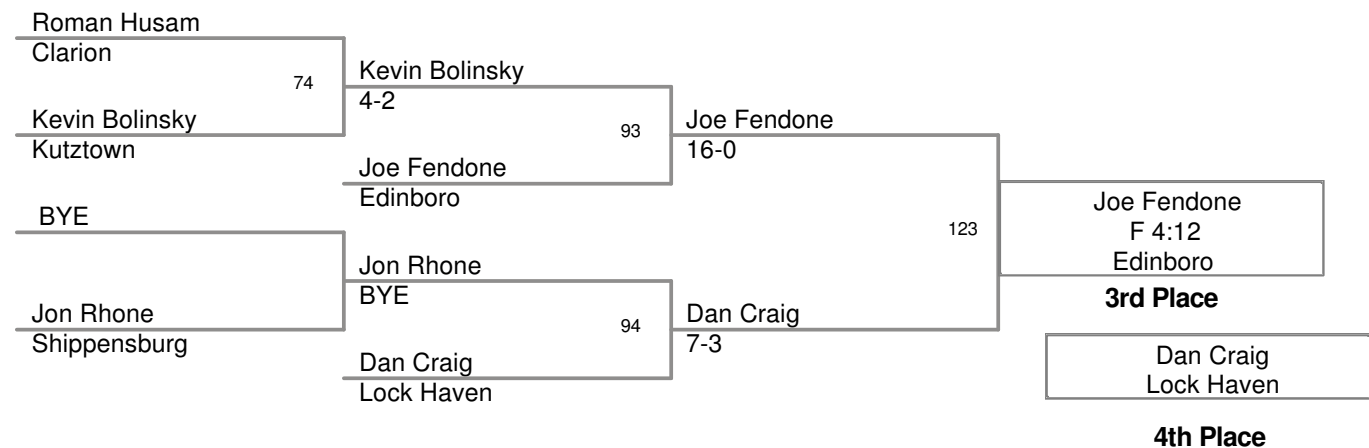 Roman Husam
Clarion
74
Kevin Bolinsky
4-2
Kevin Bolinsky
Kutztown
93
Joe Fendone
16-0
Joe Fendone
Edinboro
BYE
123
Joe Fendone
F 4:12
Edinboro
3rd Place
Jon Rhone
BYE
Jon Rhone
Shippensburg
94
Dan Craig
7-3
Dan Craig
Lock Haven
Dan Craig
Lock Haven
4th Place